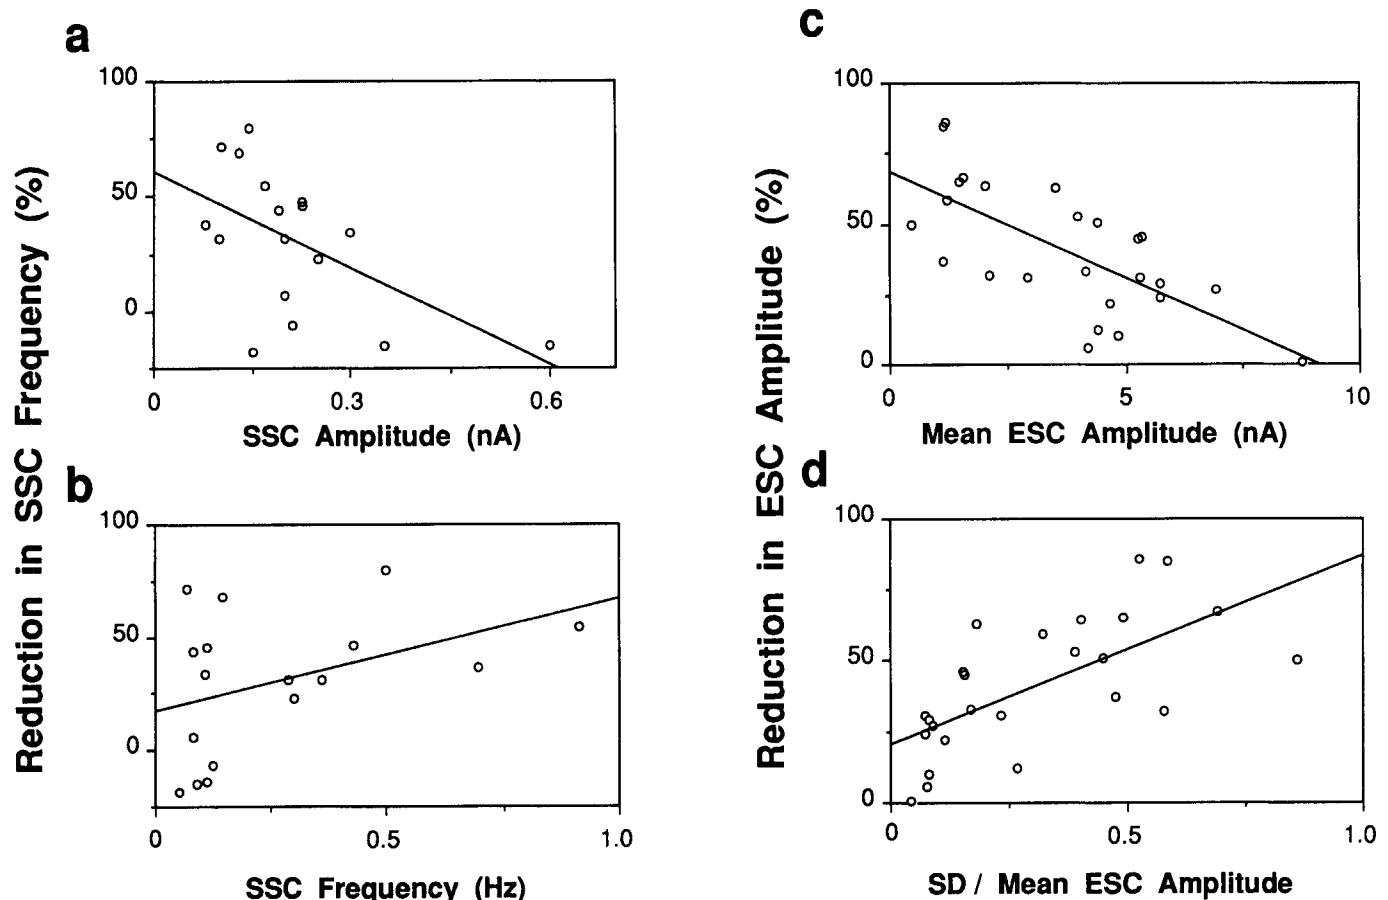 a
100
50
0
0
0.3
0.6
SSC Amplitude (nA)
b
100
50
0
0
0.5
1.0
SSC Frequency (Hz)
Reduction in SSC Frequency (%)
c
100
50
0
0
5
10
Mean ESC Amplitude (nA)
d
100
50
0
0
0.5
1.0
SD / Mean ESC Amplitude
Reduction in ESC Amplitude (%)